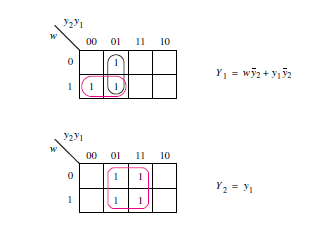 y₂y₁
w
00 01 11 10
0 1
1 1 1
Y₁ = wȳ₂ + y₁ȳ₂
y₂y₁
w
00 01 11 10
0 1 1
1 1 1
Y₂ = y₁